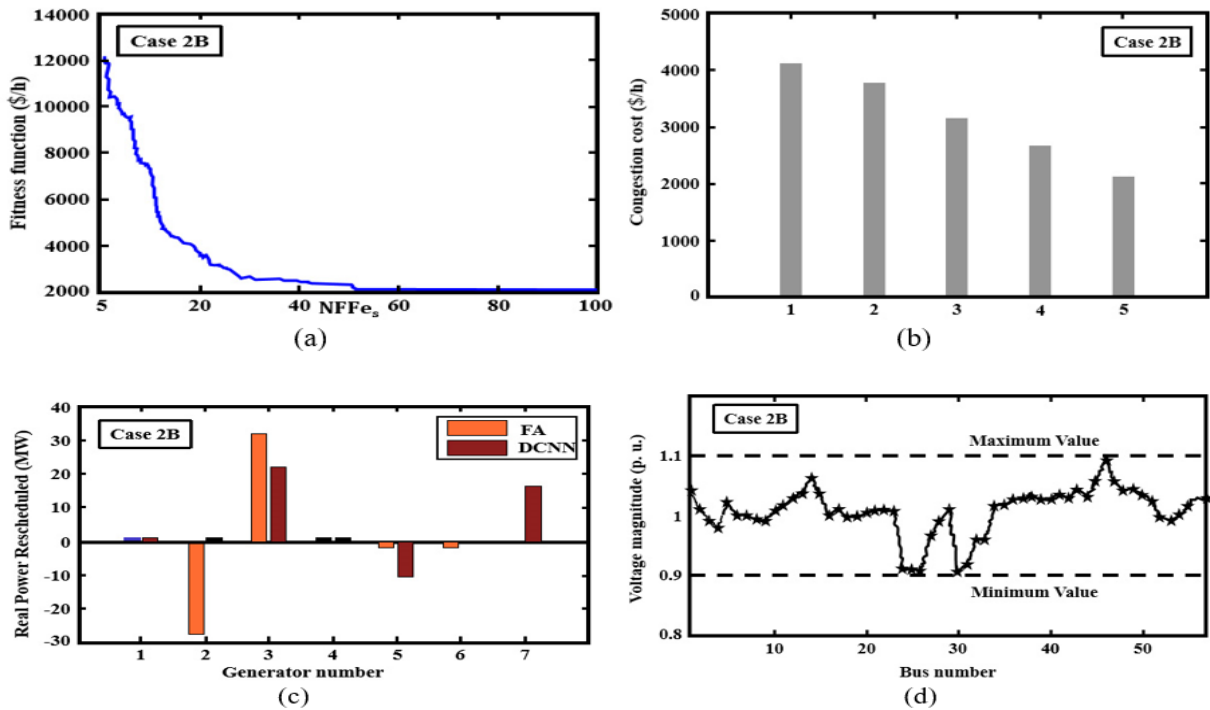 14000
12000
10000
8000
6000
4000
2000
Fitness function ($/h)
Case 2B
5
20
40
60
80
100
NFFeₛ
(a)
$5000
4000
3000
2000
1000
0
Congestion cost ($/h)
Case 2B
1
2
3
4
5
(b)
40
30
20
10
0
-10
-20
-30
Real Power Rescheduled (MW)
Case 2B
FA
DCNN
1
2
3
4
5
6
7
Generator number
(c)
1.1
1
0.9
0.8
Voltage magnitude (p. u.)
Case 2B
Maximum Value
Minimum Value
10
20
30
40
50
Bus number
(d)